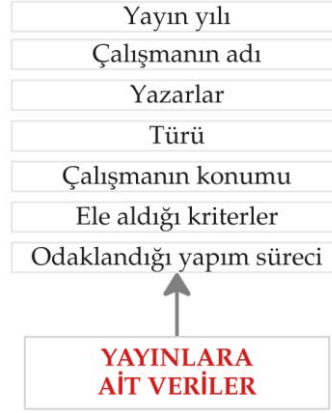 Yayın yılı
Çalışmanın adı
Yazarlar
Türü
Çalışmanın konumu
Ele aldığı kriterler
Odaklandığı yapım süreci
YAYINLARA
AİT VERİLER